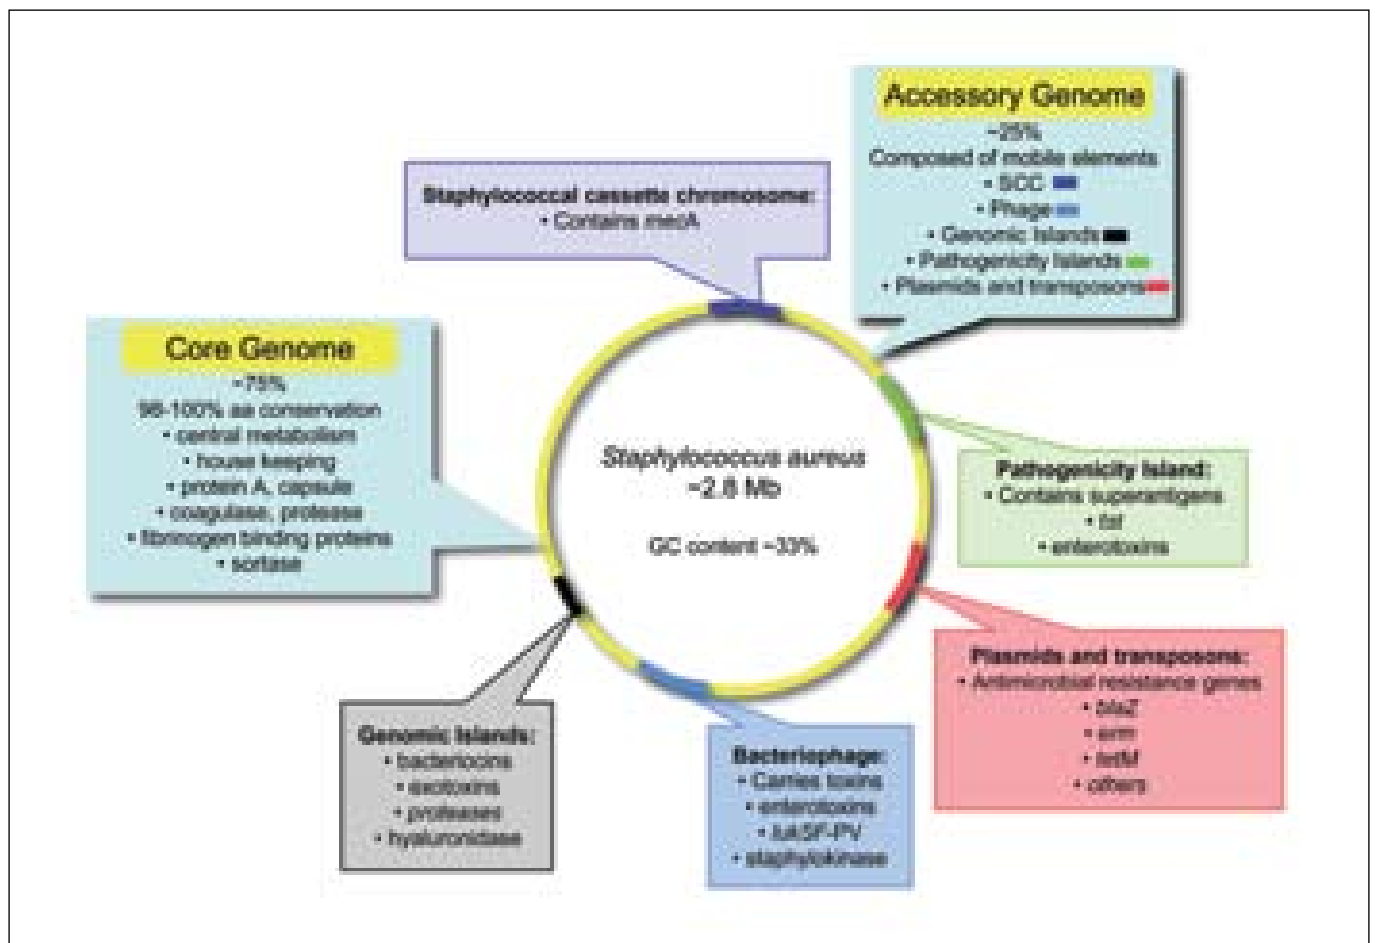 Accessory Genome
~25%
Composed of mobile elements
• SCC
• Phage
• Genomic Islands
• Pathogenicity Islands
• Plasmids and transposons
Staphylococcal cassette chromosome:
• Contains mecA
Core Genome
~75%
98-100% aa conservation
• central metabolism
• house keeping
• protein A, capsule
• coagulase, protease
• fibrinogen binding proteins
• sortase
Staphylococcus aureus
~2.8 Mb
GC content ~33%
Pathogenicity Island:
• Contains superantigens
• tst
• enterotoxins
Plasmids and transposons:
• Antimicrobial resistance genes
• blaZ
• erm
• tetM
• others
Genomic Islands:
• bacteriocins
• exotoxins
• proteases
• hyaluronidase
Bacteriophage:
• Carries toxins
• enterotoxins
• lukSF-PV
• staphylokinase